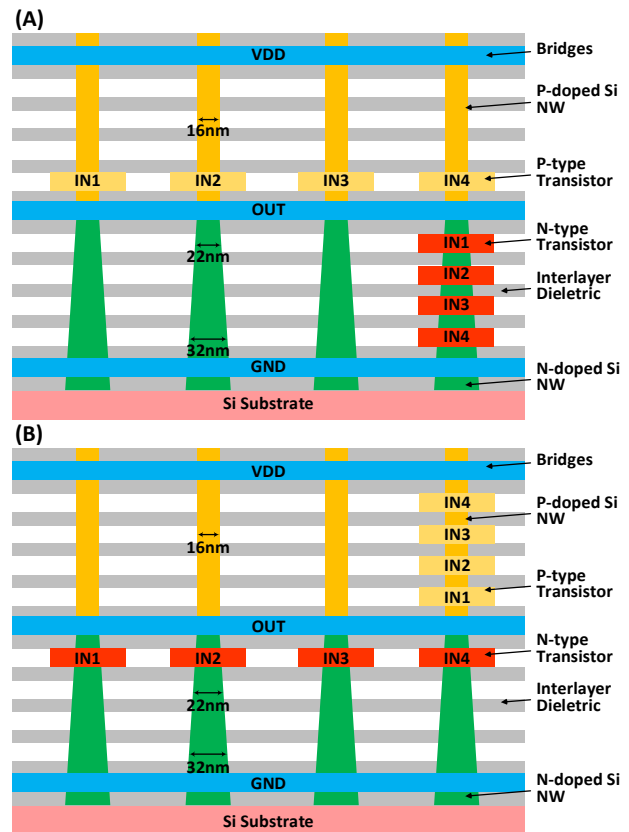 (A)
VDD
Bridges
P-doped Si
NW
16nm
P-type
Transistor
IN1 IN2 IN3 IN4
OUT
N-type
Transistor
IN1
22nm
IN2
Interlayer
Dieletric
IN3
32nm
IN4
GND
N-doped Si
NW
Si Substrate
(B)
VDD
Bridges
IN4
P-doped Si
NW
16nm
IN3
IN2
P-type
Transistor
IN1
OUT
N-type
Transistor
IN1 IN2 IN3 IN4
22nm
Interlayer
Dieletric
32nm
GND
N-doped Si
NW
Si Substrate